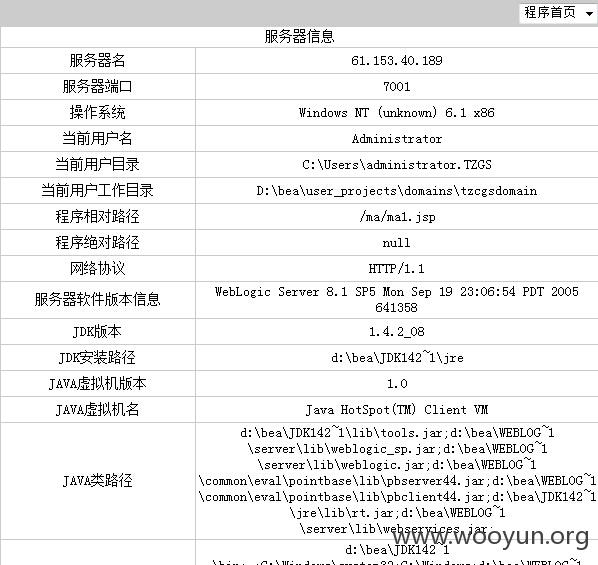 程序首页
服务器信息
服务器名 61.153.40.189
服务器端口 7001
操作系统 Windows NT (unknown) 6.1 x86
当前用户名 Administrator
当前用户目录 C:\Users\administrator.TZGS
当前用户工作目录 D:\bea\user_projects\domains\tzcgsdomain
程序相对路径 /ma/ma1.jsp
程序绝对路径 null
网络协议 HTTP/1.1
服务器软件版本信息 WebLogic Server 8.1 SP5 Mon Sep 19 23:06:54 PDT 2005
641358
JDK版本 1.4.2_08
JDK安装路径 d:\bea\JDK142~1\jre
JAVA虚拟机版本 1.0
JAVA虚拟机名 Java HotSpot(TM) Client VM
JAVA类路径
d:\bea\JDK142~1\lib\tools.jar;d:\bea\WEBLOG~1
\server\lib\weblogic_sp.jar;d:\bea\WEBLOG~1
\server\lib\weblogic.jar;d:\bea\WEBLOG~1
\common\eval\pointbase\lib\pbserver44.jar;d:\bea\WEBLOG~1
\common\eval\pointbase\lib\pbclient44.jar;d:\bea\JDK142~1
\jre\lib\rt.jar;d:\bea\WEBLOG~1
\server\lib\webservices.jar;
www.wooyun.org
d:\bea\JDK142~1